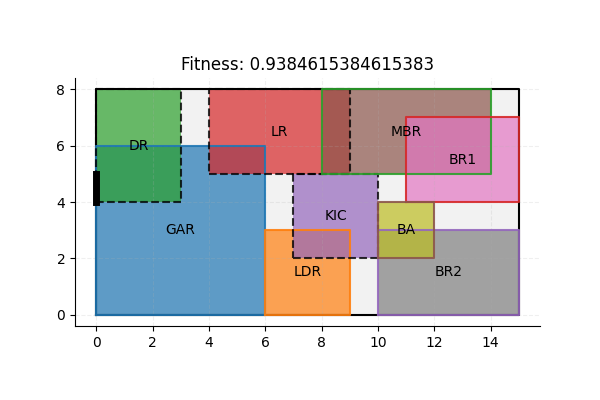 Fitness: 0.9384615384615383
8
6
4
2
0
DR
LR
MBR
BR1
GAR
KIC
BA
LDR
BR2
0 2 4 6 8 10 12 14